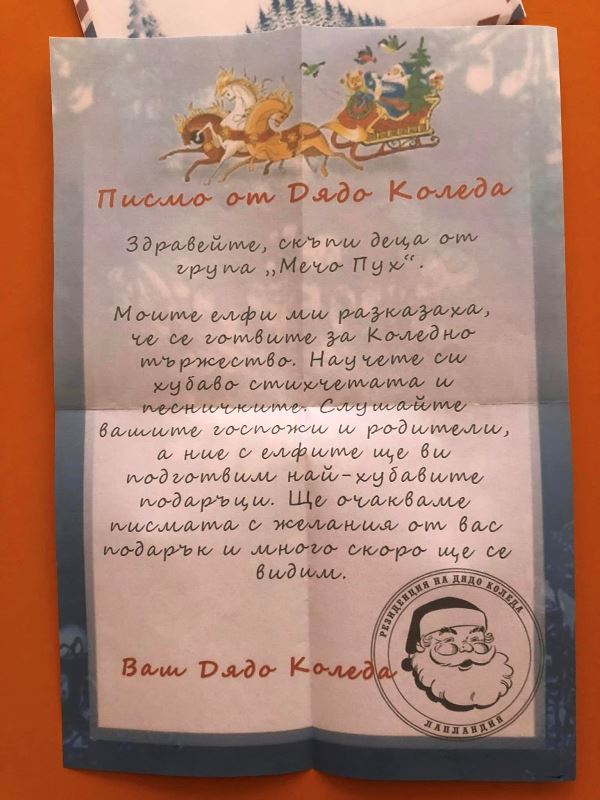 Писмо от Дядо Коледа
Здравейте, скъпи деца от
група „Мечо Пух“.
Моите елфи ми разказаха,
че се готвите за Коледно
тържество. Научете си
хубаво стихчетата и
песничките. Слушайте
вашите госпожи и родители,
а ние с елфите ще ви
подготвим най-хубавите
подаръци. Ще очакваме
писмата с желания от вас
подарък и много скоро ще се
видим.
РЕЗИДЕНЦИЯ НА ДЯДО КОЛЕДА
Ваш Дядо Коледа
ЛАПЛАНДИЯ